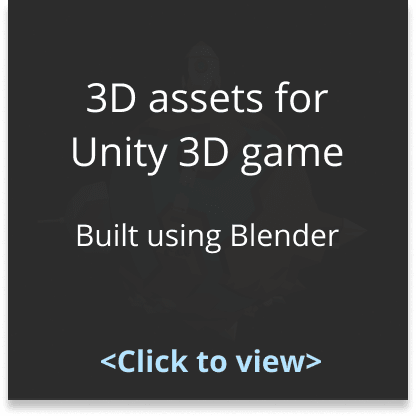 3D assets for
Unity 3D game
Built using Blender
<Click to view>